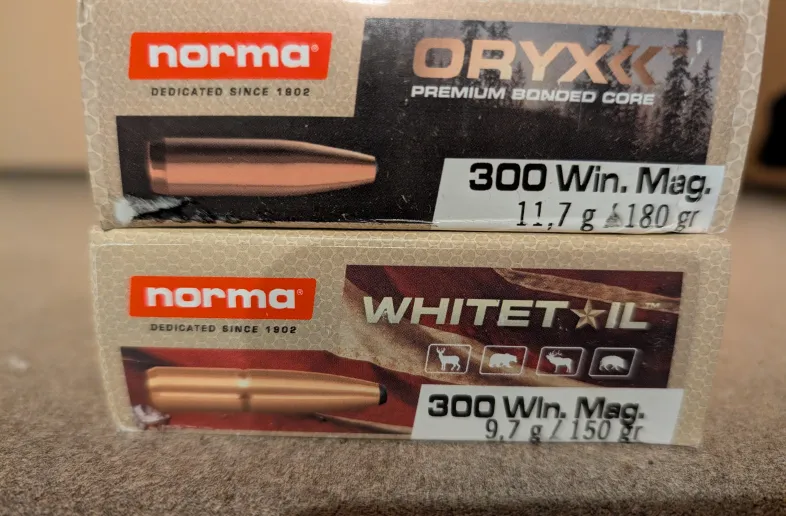 norma®
DEDICATED SINCE 1902
ORYX
PREMIUM BONDED CORE
300 Win. Mag.
11,7 g / 180 gr
norma®
DEDICATED SINCE 1902
WHITETAIL™
300 Win. Mag.
9,7 g / 150 gr